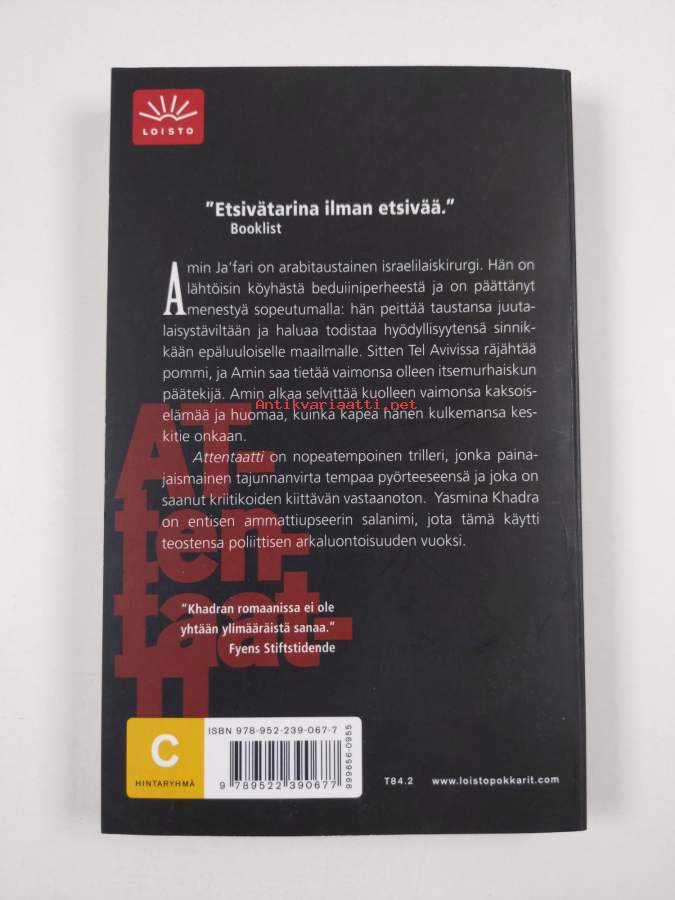 LOISTO
"Etsivätarina ilman etsivää."
Booklist
Amin Ja'fari on arabitaustainen israelilaiskirurgi. Hän on
lähtöisin köyhästä beduiiniperheestä ja on päättänyt
menestyä sopeutumalla: hän peittää taustansa juuta-
laisystäviltään ja haluaa todistaa hyödyllisyytensä sinnik-
kään epäluuloiselle maailmalle. Sitten Tel Avivissa räjähtää
pommi, ja Amin saa tietää vaimonsa olleen itsemurhaiskun
päätekijä. Amin alkaa selvittää kuolleen vaimonsa kaksois-
elämää ja huomaa, kuinka kapea hänen kulkemansa kes-
kitie onkaan.
Antikvariaatti.net
Attentaatti on nopeatempoinen trilleri, jonka paina-
jaismainen tajunnanvirta tempaa pyörteeseensä ja joka on
saanut kriitikoiden kiittävän vastaanoton. Yasmina Khadra
on entisen ammattiupseerin salanimi, jota tämä käytti
teostensa poliittisen arkaluontoisuuden vuoksi.
AT-
ten-
taat-
TI
"Khadran romaanissa ei ole
yhtään ylimääräistä sanaa."
Fyens Stiftstidende
C
HINTARYHMÄ
ISBN 978-952-239-067-7
9 789522 390677
999656-0955
T84.2 www.loistopokkarit.com